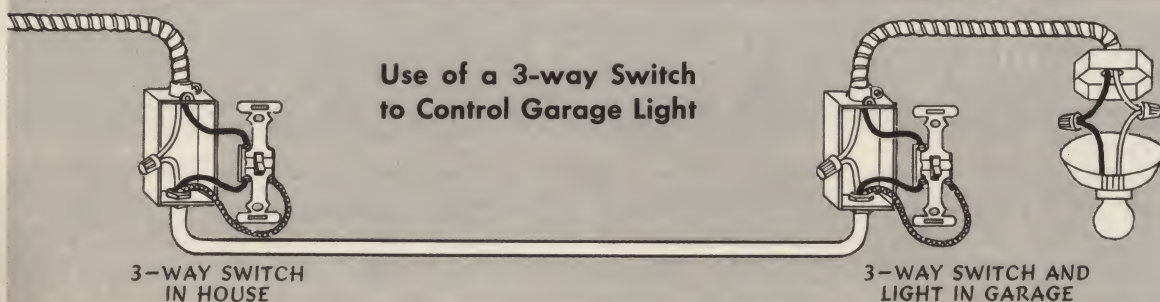 Use of a 3-way Switch
to Control Garage Light
3-WAY SWITCH
IN HOUSE
3-WAY SWITCH AND
LIGHT IN GARAGE